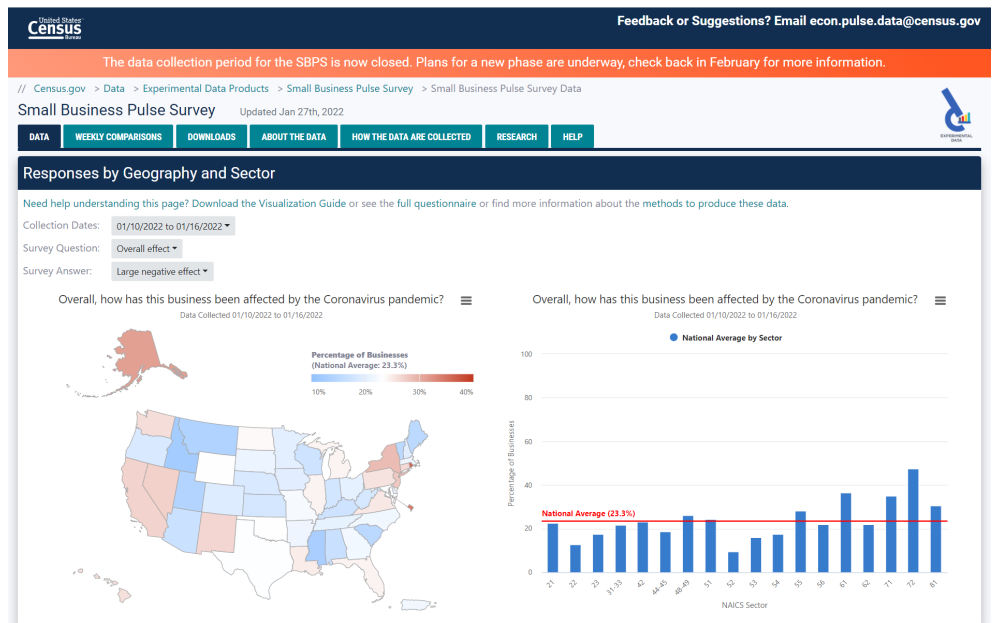 United States®
Census
Bureau
Feedback or Suggestions? Email econ.pulse.data@census.gov
The data collection period for the SBPS is now closed. Plans for a new phase are underway, check back in February for more information.
// Census.gov > Data > Experimental Data Products > Small Business Pulse Survey > Small Business Pulse Survey Data
Small Business Pulse Survey Updated Jan 27th, 2022
EXPERIMENTAL
DATA
DATA WEEKLY COMPARISONS DOWNLOADS ABOUT THE DATA HOW THE DATA ARE COLLECTED RESEARCH HELP
Responses by Geography and Sector
Need help understanding this page? Download the Visualization Guide or see the full questionnaire or find more information about the methods to produce these data.
Collection Dates: 01/10/2022 to 01/16/2022
Survey Question: Overall effect
Survey Answer: Large negative effect
Overall, how has this business been affected by the Coronavirus pandemic?
Data Collected 01/10/2022 to 01/16/2022
Percentage of Businesses
(National Average: 23.3%)
10% 20% 30% 40%
Overall, how has this business been affected by the Coronavirus pandemic?
Data Collected 01/10/2022 to 01/16/2022
National Average by Sector
Percentage of Businesses
100
80
60
40
20
0
National Average (23.3%)
21 22 23 31-33 42 44-45 48-49 51 52 53 54 55 56 61 62 71 72 81
NAICS Sector